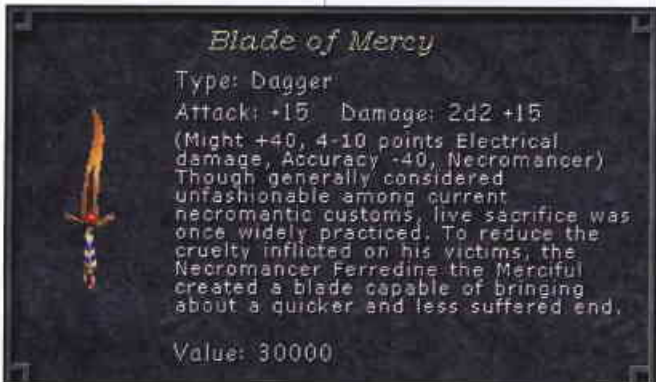 Blade of Mercy
Type: Dagger
Attack: +15 Damage: 2d2 +15
(Might +40, 4-10 points Electrical
damage, Accuracy -40, Necromancer)
Though generally considered
unfashionable among current
necromantic customs, live sacrifice was
once widely practiced. To reduce the
cruelty inflicted on his victims, the
Necromancer Ferredine the Merciful
created a blade capable of bringing
about a quicker and less suffered end.
Value: 30000